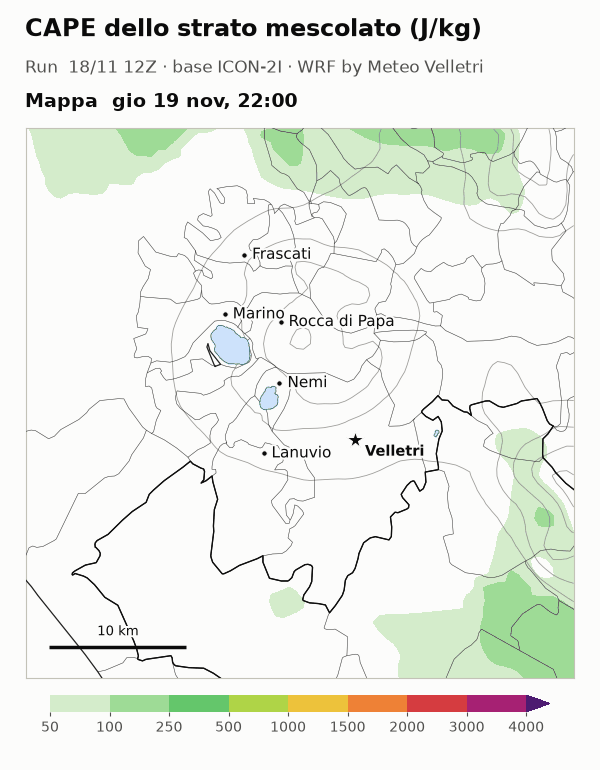 CAPE dello strato mescolato (J/kg)
Run  18/11 12Z · base ICON-2I · WRF by Meteo Velletri
Mappa  gio 19 nov, 22:00
Frascati
Marino
Rocca di Papa
Nemi
Velletri
Lanuvio
10 km
50 100 250 500 1000 1500 2000 3000 4000